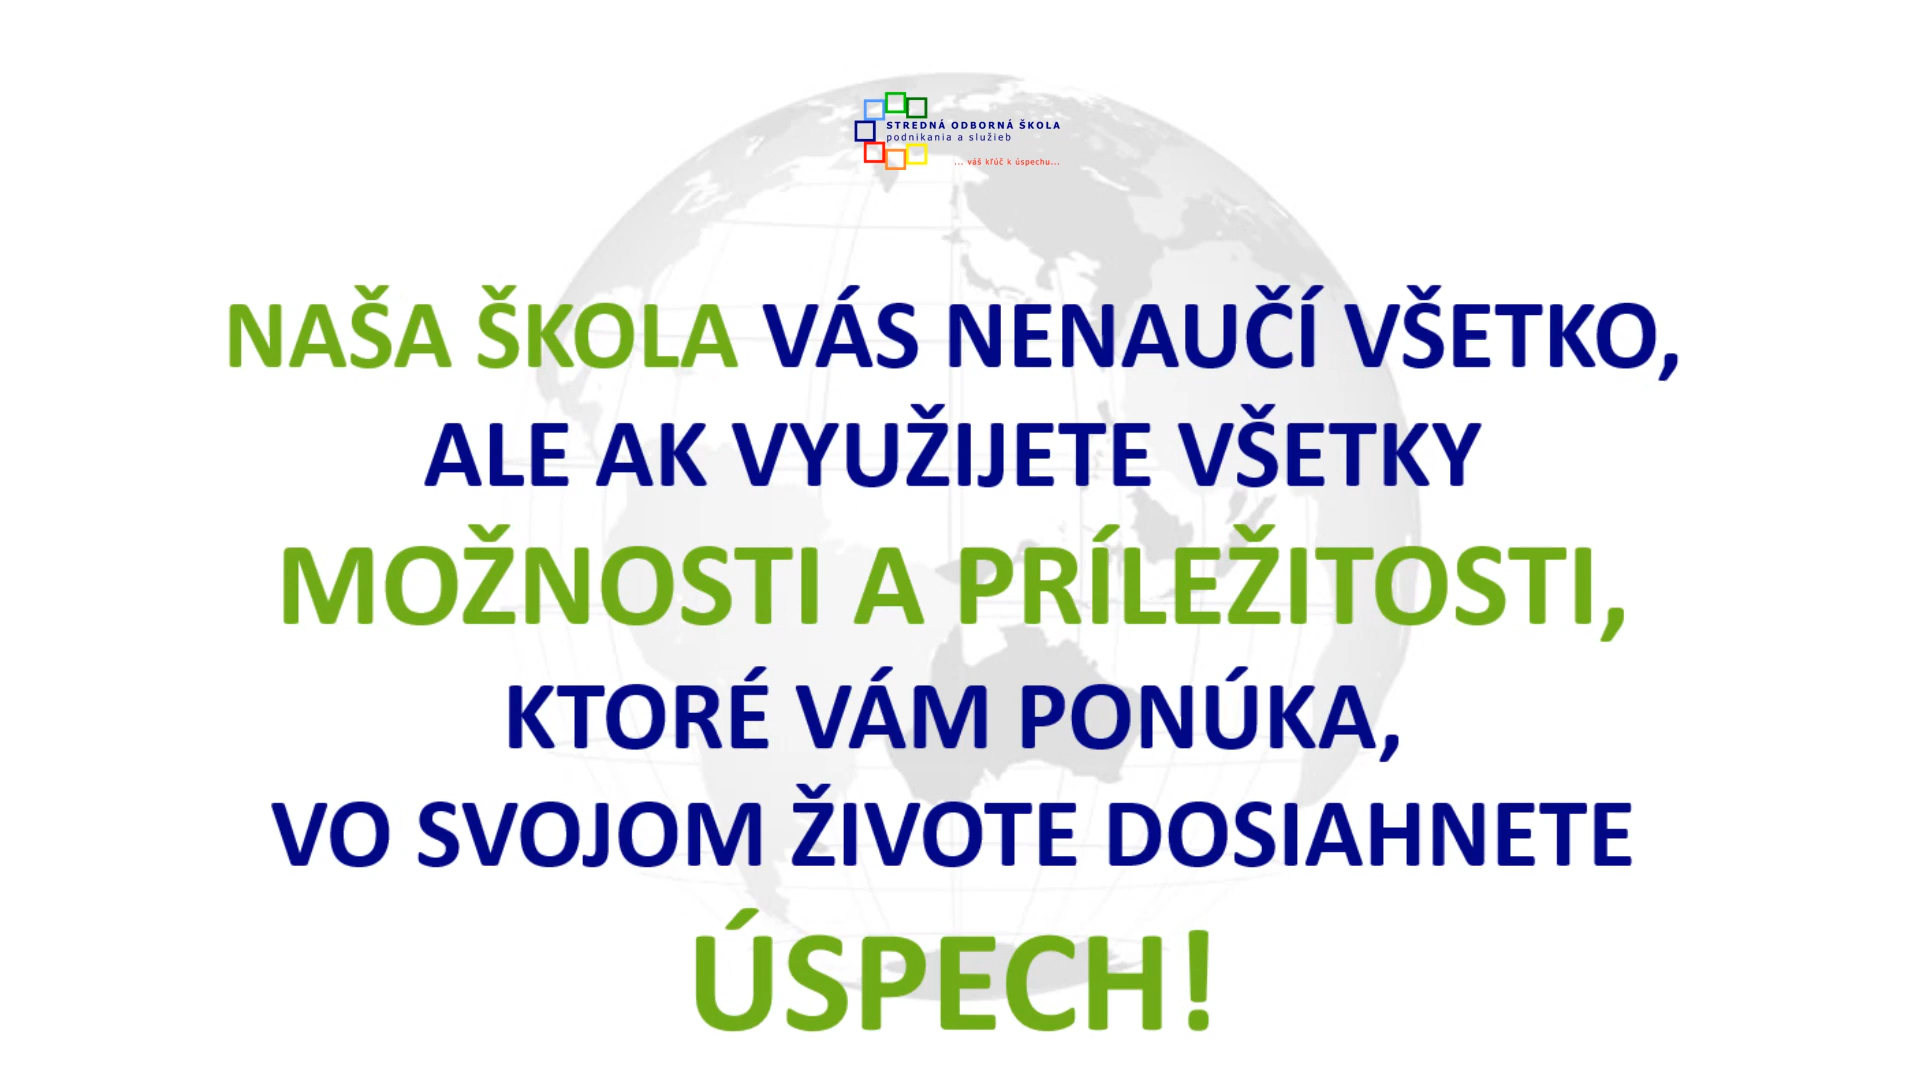 STREDNÁ ODBORNÁ ŠKOLA
podnikania a služieb
... váš kľúč k úspechu...
NAŠA ŠKOLA VÁS NENAUČÍ VŠETKO,
ALE AK VYUŽIJETE VŠETKY
MOŽNOSTI A PRÍLEŽITOSTI,
KTORÉ VÁM PONÚKA,
VO SVOJOM ŽIVOTE DOSIAHNETE
ÚSPECH!